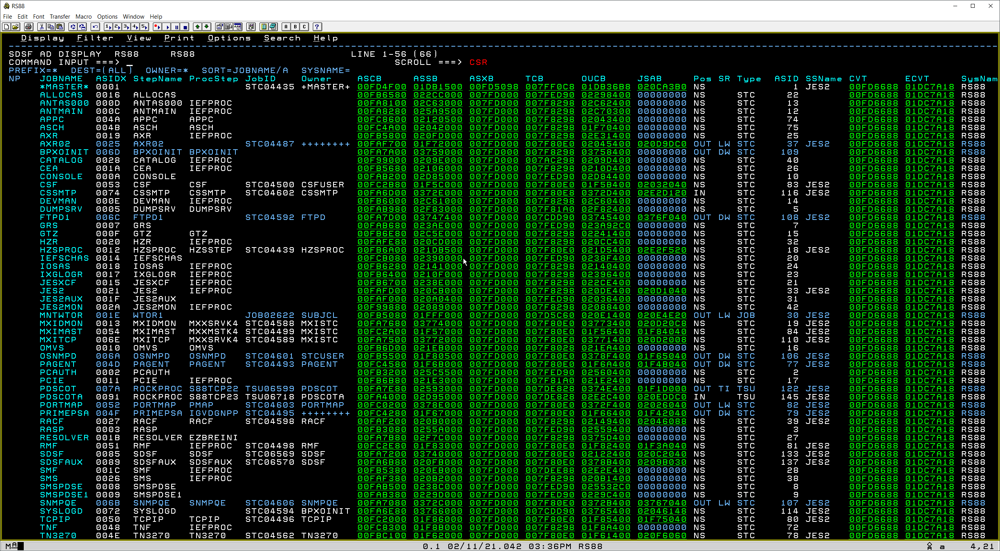 RS88
File Edit Font Transfer Macro Options Window Help
1 2 3 4 5 A B C ?
Display Filter View Print Options Search Help
SDSF AD DISPLAY RS88 RS88 LINE 1-56 (66)
COMMAND INPUT ===> _ SCROLL ===> CSR
PREFIX=* DEST=(ALL) OWNER=* SORT=JOBNAME/A SYSNAME=
NP JOBNAME ASIDX StepName ProcStep JobID Owner ASCB ASSB ASXB TCB OUCB JSAB Pos SR Type ASID SSName CVT ECVT SysNam
*MASTER* 0001 STC04435 +MASTER+ 00FD4F00 01DB1500 00FD5098 007FF0C8 01DB36B8 020CA3B0 NS 1 JES2 00FD6688 01DC7A18 RS88
ALLOCAS 0016 ALLOCAS 00FB6580 022CC000 007FD000 007FED90 02298400 00000000 NS STC 22 00FD6688 01DC7A18 RS88
ANTAS000 000D ANTAS000 IEFPROC 00FA8100 02C63000 007FD000 007F8298 02C62400 00000000 NS STC 13 00FD6688 01DC7A18 RS88
ANTMAIN 000C ANTMAIN IEFPROC 00FA8280 025A9500 007FD000 007F8298 02C70300 00000000 NS STC 12 00FD6688 01DC7A18 RS88
APPC 004A APPC APPC 00FC8600 02120500 007FD000 007F8298 02043400 00000000 NS STC 74 00FD6688 01DC7A18 RS88
ASCH 004B ASCH ASCH 00FC4A00 02042000 007FD000 007F8298 01F70400 00000000 NS STC 75 00FD6688 01DC7A18 RS88
AXR 0019 AXR IEFPROC 00FB5800 020FD000 007FD000 007F8298 02E31400 00000000 NS STC 25 00FD6688 01DC7A18 RS88
AXR02 0025 AXR02 STC04487 ++++++++ 00FAF700 01F72000 007FD000 007F80E0 02045400 020D9DC0 OUT LW STC 37 JES2 00FD6688 01DC7A18 RS88
BPXOINIT 006D BPXOINIT BPXOINIT 00FA7A00 03759000 007FD000 007F8298 03758400 00000000 OUT DW STC 109 00FD6688 01DC7A18 RS88
CATALOG 0028 CATALOG IEFPROC 00F99000 0209E000 007FD000 007AC298 0209D400 00000000 NS STC 40 00FD6688 01DC7A18 RS88
CEA 001A CEA IEFPROC 00FB5680 02106000 007FD000 007F8298 0210D400 00000000 NS STC 26 00FD6688 01DC7A18 RS88
CONSOLE 000A CONSOLE 00FAB200 02D85000 007FD000 007FED90 02D84400 00000000 NS STC 10 00FD6688 01DC7A18 RS88
CSF 0053 CSF CSF STC04500 CSFUSER 00FC2B80 01F5C000 007FD000 007F80E0 01F5B400 02032040 NS STC 83 JES2 00FD6688 01DC7A18 RS88
CSSMTP 0074 CSSMTP CSSMTP STC04602 CSSMTP 00FA6D00 0372E000 007FD000 007F80E8 0372D400 02E2D120 IN STC 116 JES2 00FD6688 01DC7A18 RS88
DEVMAN 000E DEVMAN IEFPROC 00FB6000 02C61000 007FD000 007F8298 02C60400 00000000 NS STC 14 00FD6688 01DC7A18 RS88
DUMPSRV 0005 DUMPSRV DUMPSRV 00FAB980 02F83000 007FD000 007F81A0 02F82400 00000000 NS STC 5 00FD6688 01DC7A18 RS88
FTPD1 006C FTPD1 STC04592 FTPD 00FA7D00 03747400 007FD000 007CDD90 03745400 0376F040 OUT DW STC 108 JES2 00FD6688 01DC7A18 RS88
GRS 0007 GRS 00FAB680 023AE000 007FD000 007FED90 023A92C0 00000000 NS STC 7 00FD6688 01DC7A18 RS88
GTZ 000F GTZ GTZ 00FB6E80 02C5E000 007FD000 007F8298 02241400 00000000 NS STC 15 00FD6688 01DC7A18 RS88
HZR 0020 HZR IEFPROC 00FAFE80 020CD000 007FD000 007F8298 020CC400 00000000 NS STC 32 00FD6688 01DC7A18 RS88
HZSPROC 0012 HZSPROC HZSSTEP STC04439 HZSPROC 00FB6A00 021DB500 007FD000 007F80E0 021D5400 02E2F520 NS STC 18 JES2 00FD6688 01DC7A18 RS88
IEFSCHAS 0014 IEFSCHAS 00FCB080 02390000 007FD000 007FED90 0238F400 00000000 NS STC 20 00FD6688 01DC7A18 RS88
IOSAS 0018 IOSAS IEFPROC 00FB6280 02141000 007FD000 007F8298 02140400 00000000 NS STC 24 00FD6688 01DC7A18 RS88
IXGLOGR 0017 IXGLOGR IEFPROC 00FB6400 0210F000 007FD000 007F8298 02396400 00000000 NS STC 23 00FD6688 01DC7A18 RS88
JESXCF 0015 JESXCF IEFPROC 00FB6700 0238E000 007FD000 007F8298 022CE400 00000000 NS STC 21 00FD6688 01DC7A18 RS88
JES2 0021 JES2 IEFPROC 00FAFD00 020CB000 007FD000 007F8298 020DE400 020D1040 NS STC 33 JES2 00FD6688 01DC7A18 RS88
JES2AUX 001F JES2AUX 00FAF000 020A0400 007FD000 007FED90 02036400 00000000 NS STC 31 00FD6688 01DC7A18 RS88
JES2MON 002A JES2MON IEFPROC 00F99880 02089000 007FD000 007F8298 02088400 00000000 NS STC 42 00FD6688 01DC7A18 RS88
MNTWTOR 001E WTOR1 JOB02622 SUBJCL 00FB5080 01FFF000 007FD000 007D5C60 020E1400 020E4E20 OUT LW JOB 30 JES2 00FD6688 01DC7A18 RS88
MXIDMON 0013 MXIDMON MXXSRVK4 STC04588 MXISTC 00FA7680 03774000 007FD000 007F80E0 03773400 020D20C8 NS STC 19 JES2 00FD6688 01DC7A18 RS88
MXIMAST 0054 MXIMAST MXXMSTK4 STC04499 MXISTC 00FC2A00 01F57000 007FD000 007F80E0 01F56400 01F84040 NS STC 84 JES2 00FD6688 01DC7A18 RS88
MXITCP 006E MXITCP MXXSRVK4 STC04589 MXISTC 00FA7500 03772000 007FD000 007F80E0 03771400 020D2008 NS STC 110 JES2 00FD6688 01DC7A18 RS88
OMVS 0010 OMVS OMVS 00FB6D00 021EB000 007FD000 007F8028 021EA400 00000000 NS STC 16 00FD6688 01DC7A18 RS88
OSNMPD 006A OSNMPD OSNMPD STC04601 STCUSER 00FB5500 01F80500 007FD000 007F80E0 0378F400 01F65040 OUT DW STC 106 JES2 00FD6688 01DC7A18 RS88
PAGENT 004D PAGENT PAGENT STC04493 PAGENT 00FC4580 01F6B000 007FD000 007F80E0 01F6A400 01F4B040 OUT DW STC 77 JES2 00FD6688 01DC7A18 RS88
PCAUTH 0002 PCAUTH 00FB3200 025C5500 007FD000 007FED90 02560400 00000000 NS STC 2 00FD6688 01DC7A18 RS88
PCIE 0011 PCIE IEFPROC 00FB6B80 021E3000 007FD000 007F81A0 021E2400 00000000 NS STC 17 00FD6688 01DC7A18 RS88
PDSCOT 007A ROCKPROC S88TCP22 TSU06599 PDSCOT 00FA7E80 02593000 007FD000 007DE828 0374E400 01F1D000 OUT TI TSU 122 JES2 00FD6688 01DC7A18 RS88
PDSCOTA 0091 ROCKPROC S88TCP23 TSU06718 PDSCOTA 00FA4000 02D95000 007FD000 007DE828 02E2C400 020EDDC0 IN TSU 145 JES2 00FD6688 01DC7A18 RS88
PORTMAP 0052 PORTMAP PMAP STC04603 PORTMAP 00FC0200 0378E000 007FD000 007F80E0 0372F400 02026040 OUT LW STC 82 JES2 00FD6688 01DC7A18 RS88
PRIMEPSA 004F PRIMEPSA IGVDGNPP STC04495 ++++++++ 00FC4280 01F67000 007FD000 007F80E0 01F66400 01F42040 OUT DW STC 79 JES2 00FD6688 01DC7A18 RS88
RACF 0027 RACF RACF STC04598 RACF 00FAF200 020B0000 007FD000 007F8298 02149400 02046088 NS STC 39 JES2 00FD6688 01DC7A18 RS88
RASP 0003 RASP 00FB3080 0255A000 007FD000 007FED90 02559400 00000000 NS STC 3 00FD6688 01DC7A18 RS88
RESOLVER 001B RESOLVER EZBREINI 00FA7B80 02F7C000 007FD000 007F8298 0375D400 00000000 NS STC 27 00FD6688 01DC7A18 RS88
RMF 0051 RMF IEFPROC STC04498 RMF 00FC2E80 01F83000 007FD000 007F80E0 01F82400 01F3A040 NS STC 81 JES2 00FD6688 01DC7A18 RS88
SDSF 0085 SDSF SDSF STC06569 SDSF 00FA7200 03740000 007FD000 007F80E0 02122400 020C2040 NS STC 133 JES2 00FD6688 01DC7A18 RS88
SDSFAUX 0089 SDSFAUX SDSFAUX STC06570 SDSF 00FA6B80 020FB000 007FD000 007F80E0 0378B400 0209B030 NS STC 137 JES2 00FD6688 01DC7A18 RS88
SMF 001C SMF IEFPROC 00FB5380 020EB000 007FD000 007DEE88 02E2E400 00000000 NS STC 28 00FD6688 01DC7A18 RS88
SMS 0026 SMS IEFPROC 00FAF380 020B2000 007FD000 007F8298 020B1400 00000000 NS STC 38 00FD6688 01DC7A18 RS88
SMSPDSE 0008 SMSPDSE 00FAB500 0238C000 007FD000 007FED90 025532C0 00000000 NS STC 8 00FD6688 01DC7A18 RS88
SMSPDSE1 0009 SMSPDSE1 00FAB380 0229D000 007FD000 007FED90 0229C400 00000000 NS STC 9 00FD6688 01DC7A18 RS88
SNMPQE 006B SNMPQE SNMPQE STC04606 SNMPQE 00FA7080 0372C000 007FD000 007F80E0 0372B400 03767040 OUT LW STC 107 JES2 00FD6688 01DC7A18 RS88
SYSLOGD 0072 SYSLOGD STC04594 BPXOINIT 00FA6E80 03766000 007FD000 007CDD90 03765400 02046148 NS STC 114 JES2 00FD6688 01DC7A18 RS88
TCPIP 0050 TCPIP TCPIP STC04496 TCPIP 00FC2000 01F86000 007FD000 007F80E0 01F85400 01F75040 NS STC 80 JES2 00FD6688 01DC7A18 RS88
TNF 0048 TNF IEFPROC 00FC8300 01F8B000 007FD000 007F8298 01F8A400 00000000 NS STC 72 00FD6688 01DC7A18 RS88
TN3270 004E TN3270 TN3270 STC04562 TN3270 00FBC100 01F62000 007FD000 007F80E0 01F61400 020F6060 NS STC 78 JES2 00FD6688 01DC7A18 RS88
MA 0.1 02/11/21.042 03:36PM RS88 a 4,21